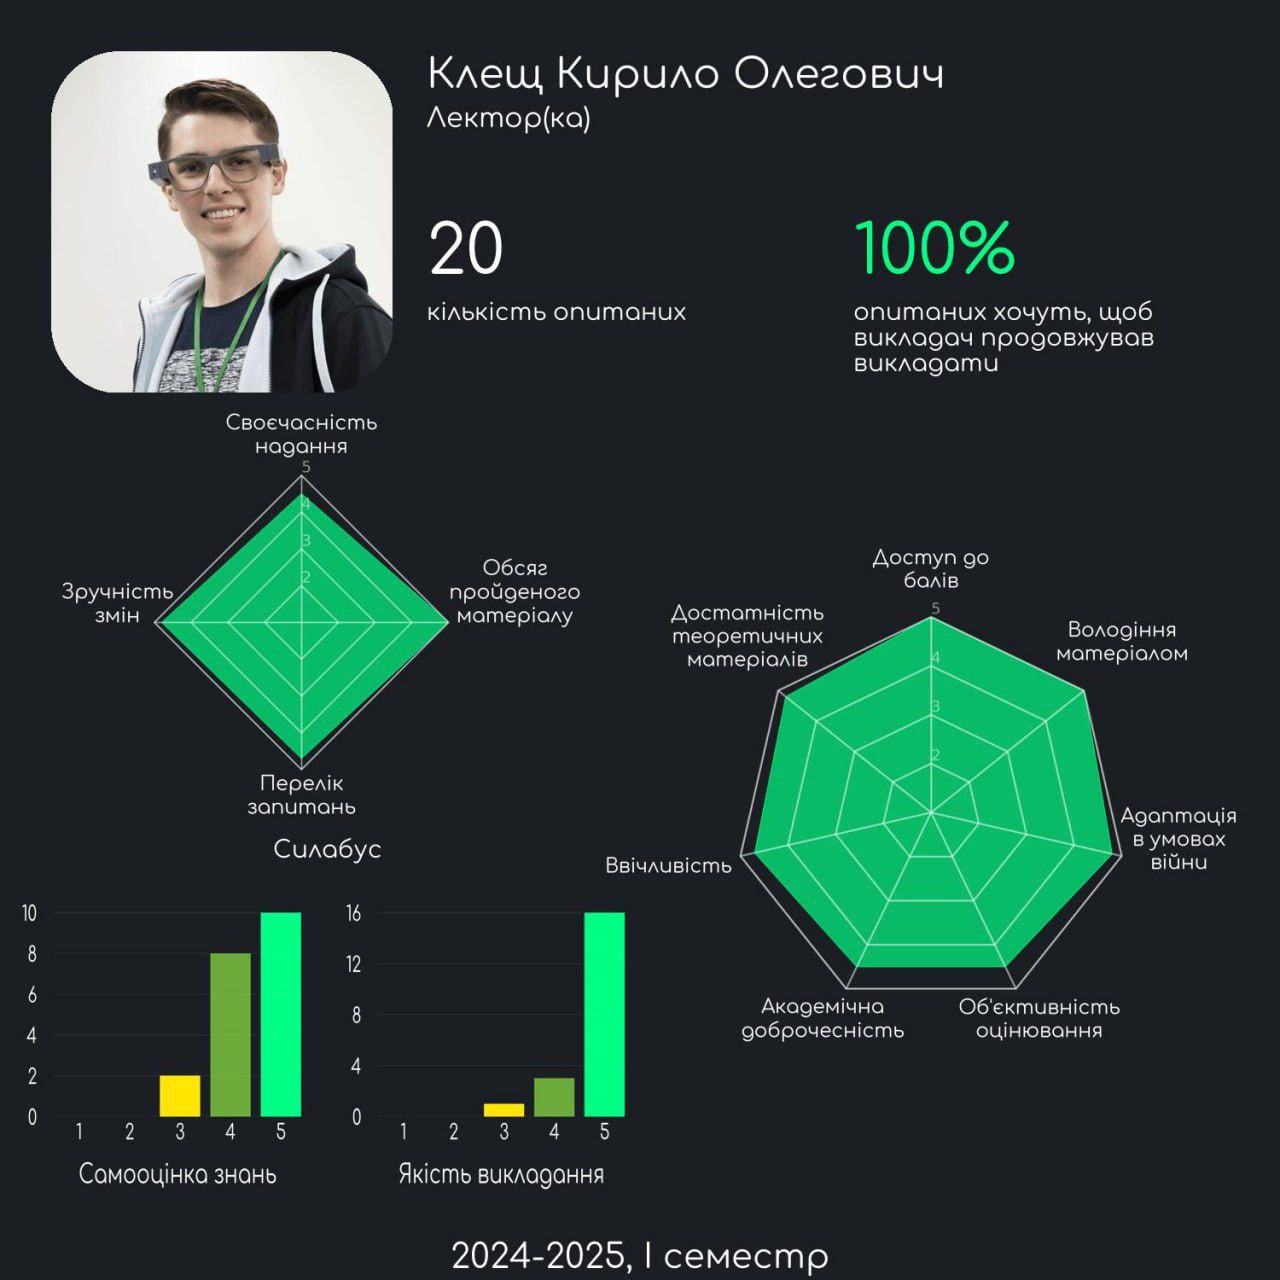 Клещ Кирило Олегович
Лектор(ка)
20
кількість опитаних
100%
опитаних хочуть, щоб
викладач продовжував
викладати
Своєчасність
надання
5
4
3
2
Зручність
змін
Обсяг
пройденого
матеріалу
Перелік
запитань
Силабус
Доступ до
балів
5
4
3
2
Достатність
теоретичних
матеріалів
Володіння
матеріалом
Адаптація
в умовах
війни
Ввічливість
Академічна
доброчесність
Об'єктивність
оцінювання
10
8
6
4
2
0
1 2 3 4 5
Самооцінка знань
16
12
8
4
0
1 2 3 4 5
Якість викладання
2024-2025, І семестр